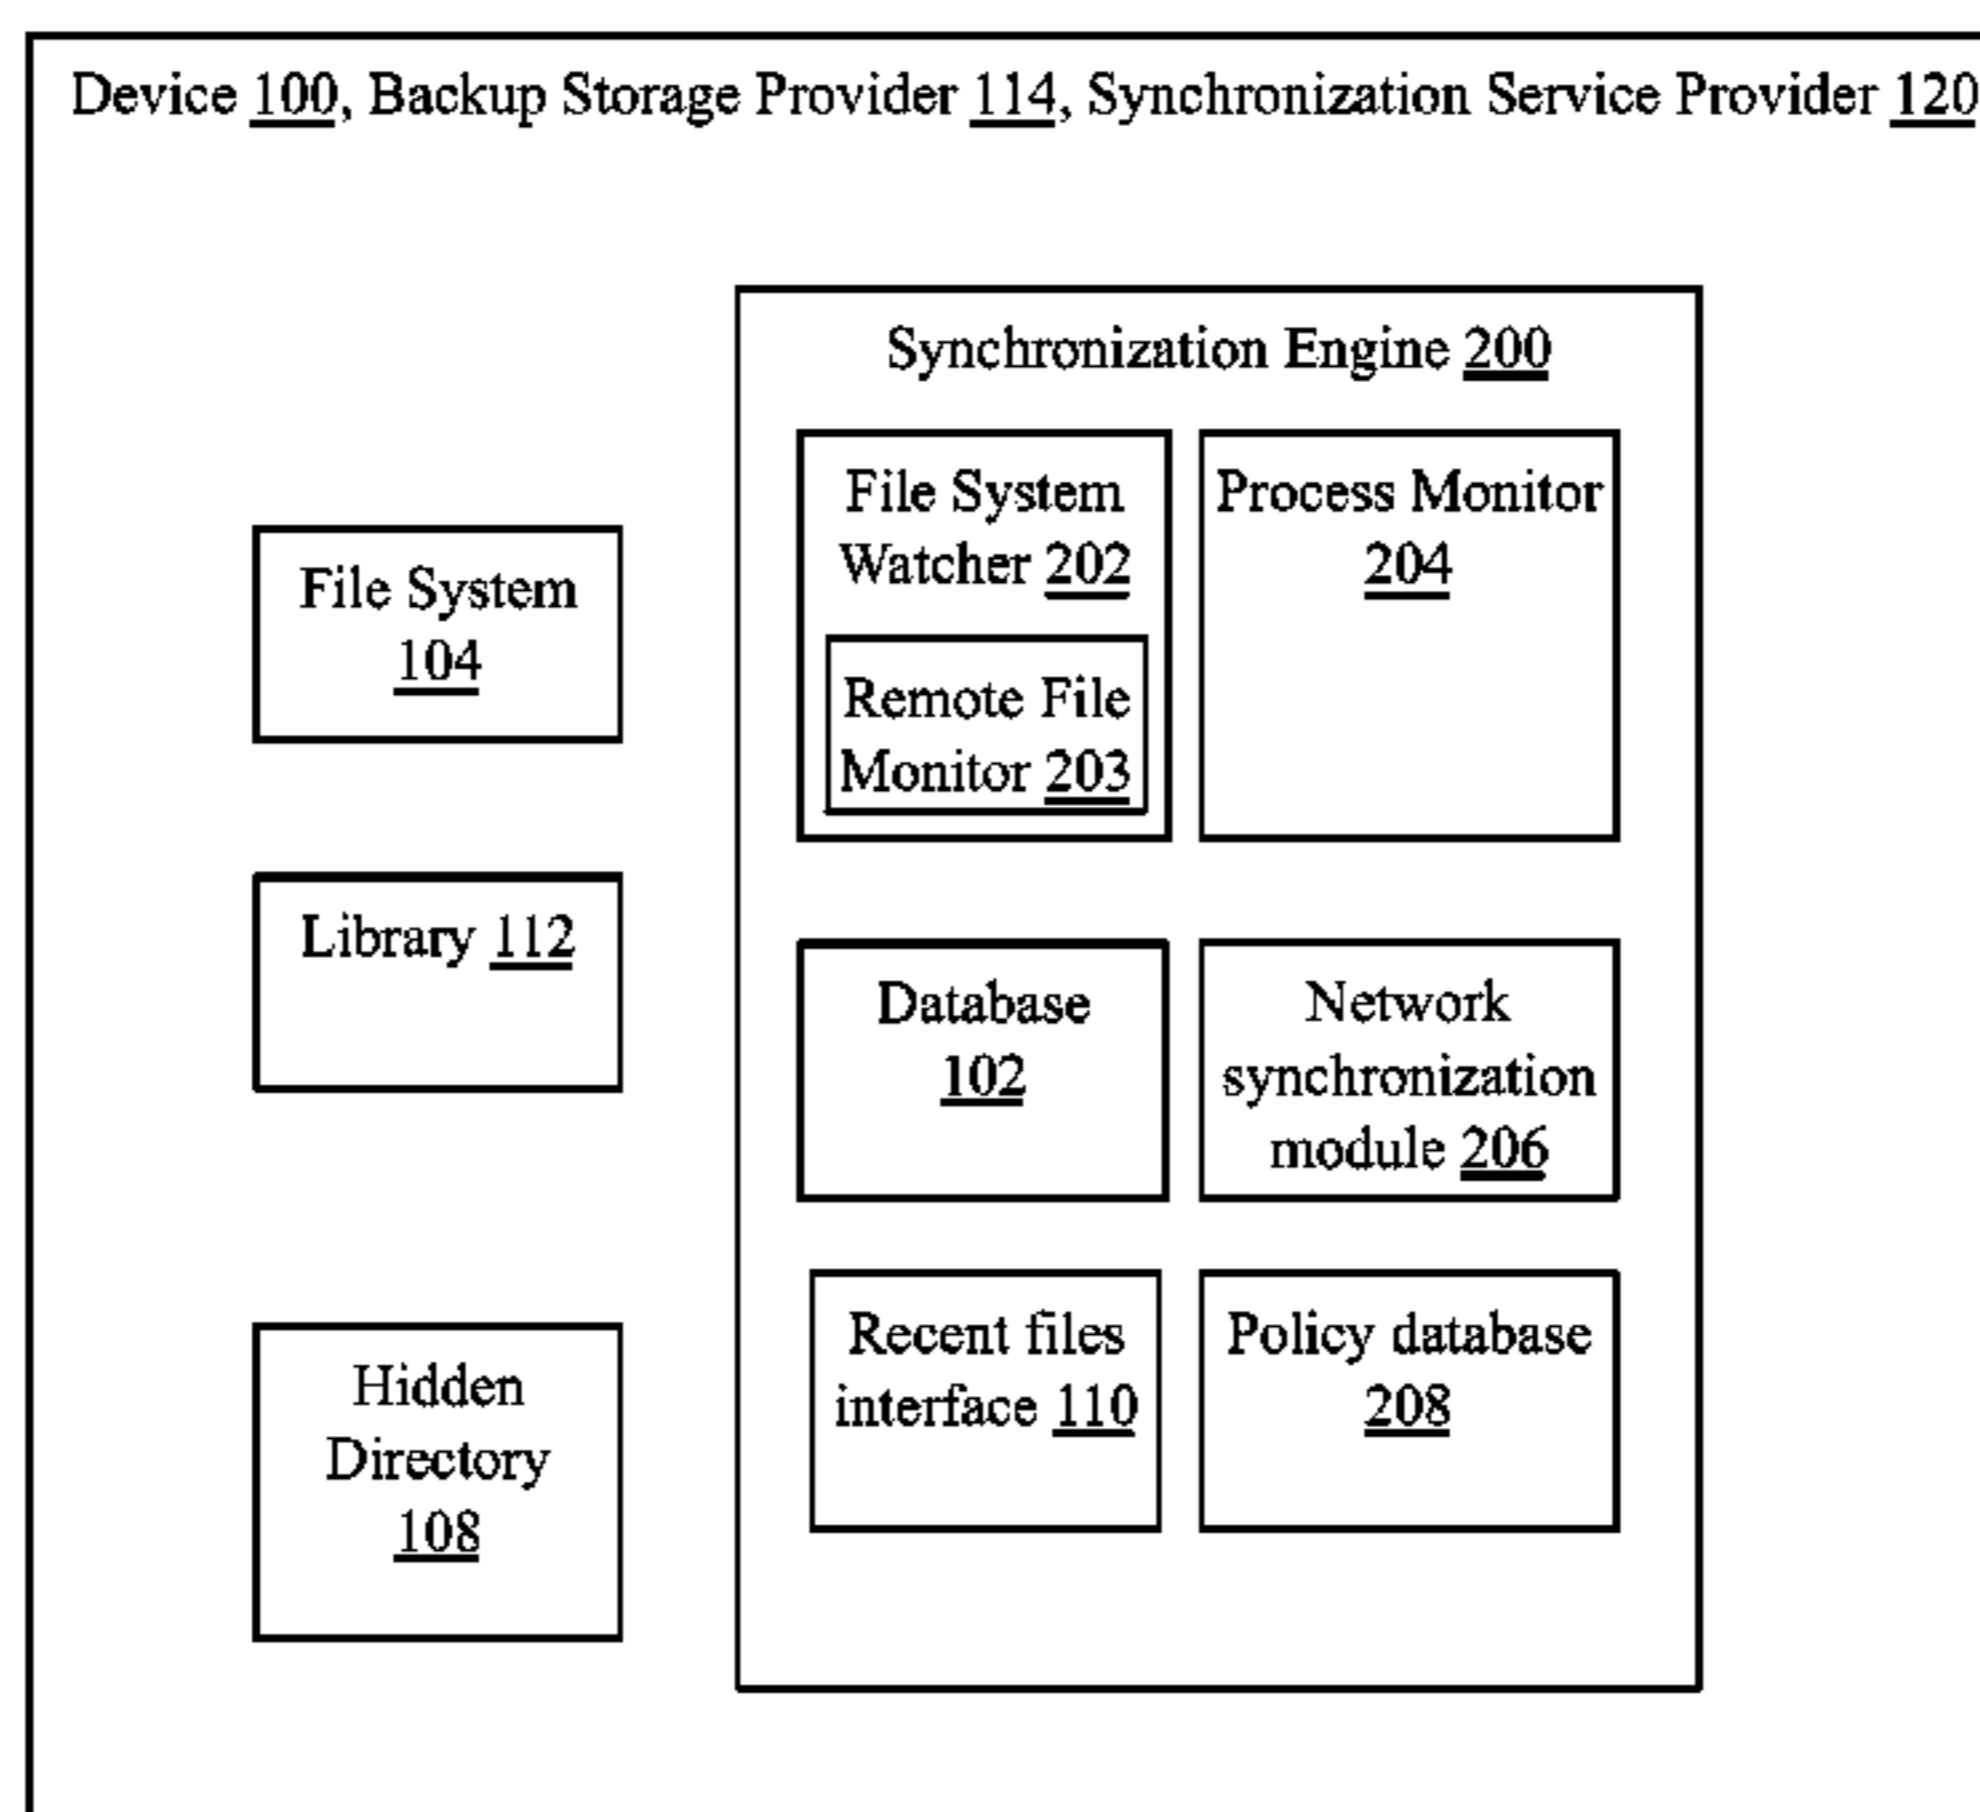 Device 100, Backup Storage Provider 114, Synchronization Service Provider 120
Synchronization Engine 200
File System
Watcher 202
Remote File
Monitor 203
Process Monitor
204
File System
104
Library 112
Database
102
Network
synchronization
module 206
Hidden
Directory
108
Recent files
interface 110
Policy database
208